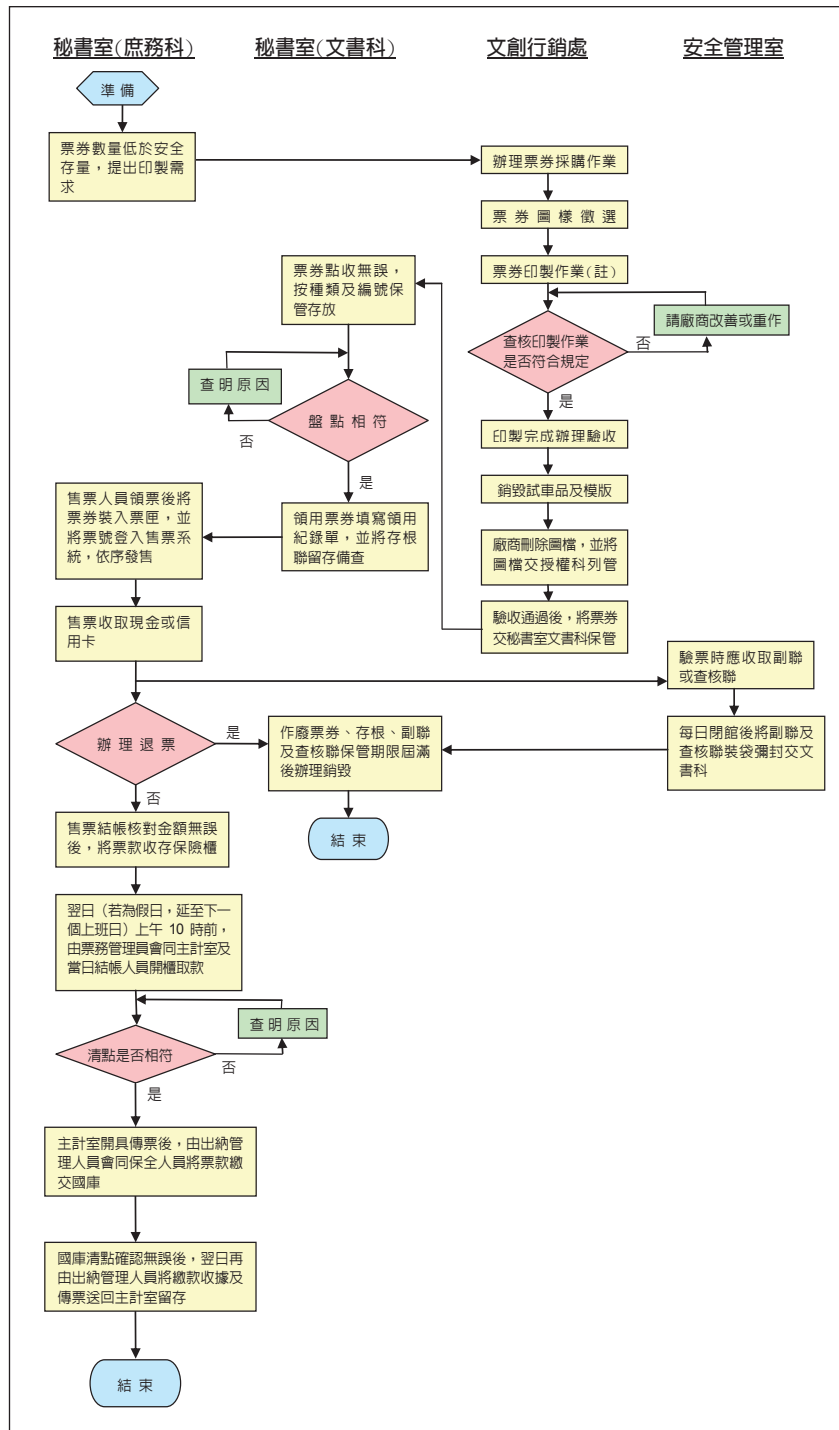 秘書室(庶務科)
秘書室(文書科)
文創行銷處
安全管理室
準備
票券數量低於安全
存量，提出印製需
求
辦理票券採購作業
票券圖樣徵選
票券印製作業(註)
請廠商改善或重作
查核印製作業
是否符合規定
否
是
印製完成辦理驗收
銷毀試車品及模版
廠商刪除圖檔，並將
圖檔交授權科列管
驗收通過後，將票券
交秘書室文書科保管
票券點收無誤，
按種類及編號保
管存放
查明原因
盤點相符
否
是
領用票券填寫領用
紀錄單，並將存根
聯留存備查
售票人員領票後將
票券裝入票匣，並
將票號登入售票系
統，依序發售
售票收取現金或信
用卡
驗票時應收取副聯
或查核聯
每日閉館後將副聯及
查核聯裝袋彌封交文
書科
辦理退票
是
否
作廢票券、存根、副聯
及查核聯保管期限屆滿
後辦理銷毀
結束
售票結帳核對金額無誤
後，將票款收存保險櫃
翌日（若為假日，延至下一
個上班日）上午 10 時前，
由票務管理員會同主計室及
當日結帳人員開櫃取款
查明原因
清點是否相符
否
是
主計室開具傳票後，由出納管
理人員會同保全人員將票款繳
交國庫
國庫清點確認無誤後，翌日再
由出納管理人員將繳款收據及
傳票送回主計室留存
結束